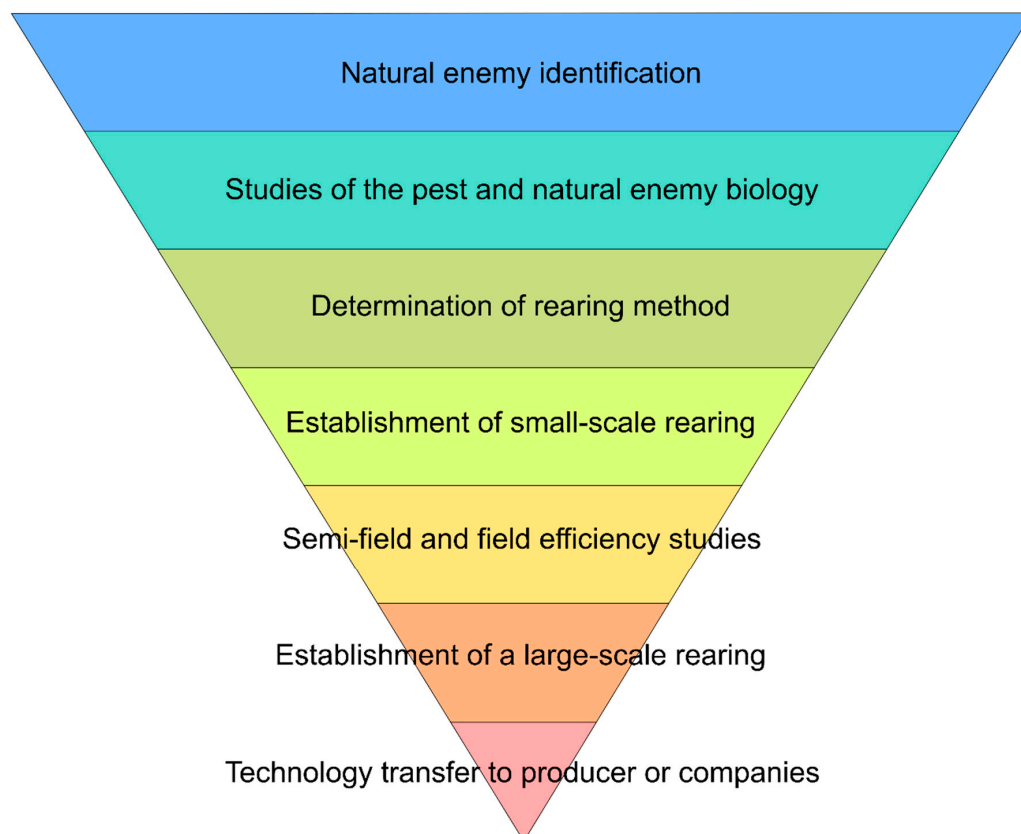 Natural enemy identification
Studies of the pest and natural enemy biology
Determination of rearing method
Establishment of small-scale rearing
Semi-field and field efficiency studies
Establishment of a large-scale rearing
Technology transfer to producer or companies